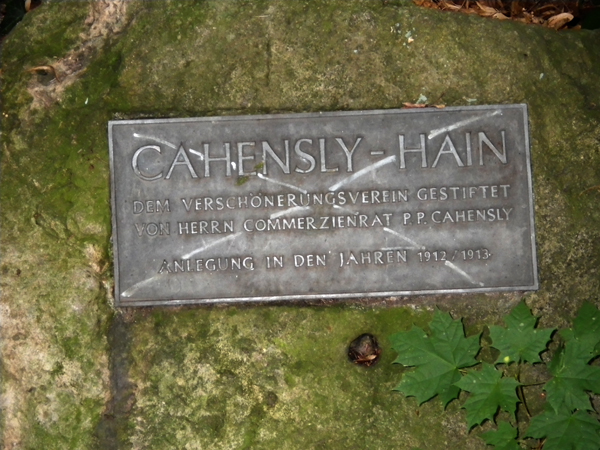 CAHENSLY - HAIN
DEM VERSCHÖNERUNGSVEREIN GESTIFTET
VON HERRN COMMERZIENRAT P.P. CAHENSLY
ANLEGUNG IN DEN JAHREN 1912/1913